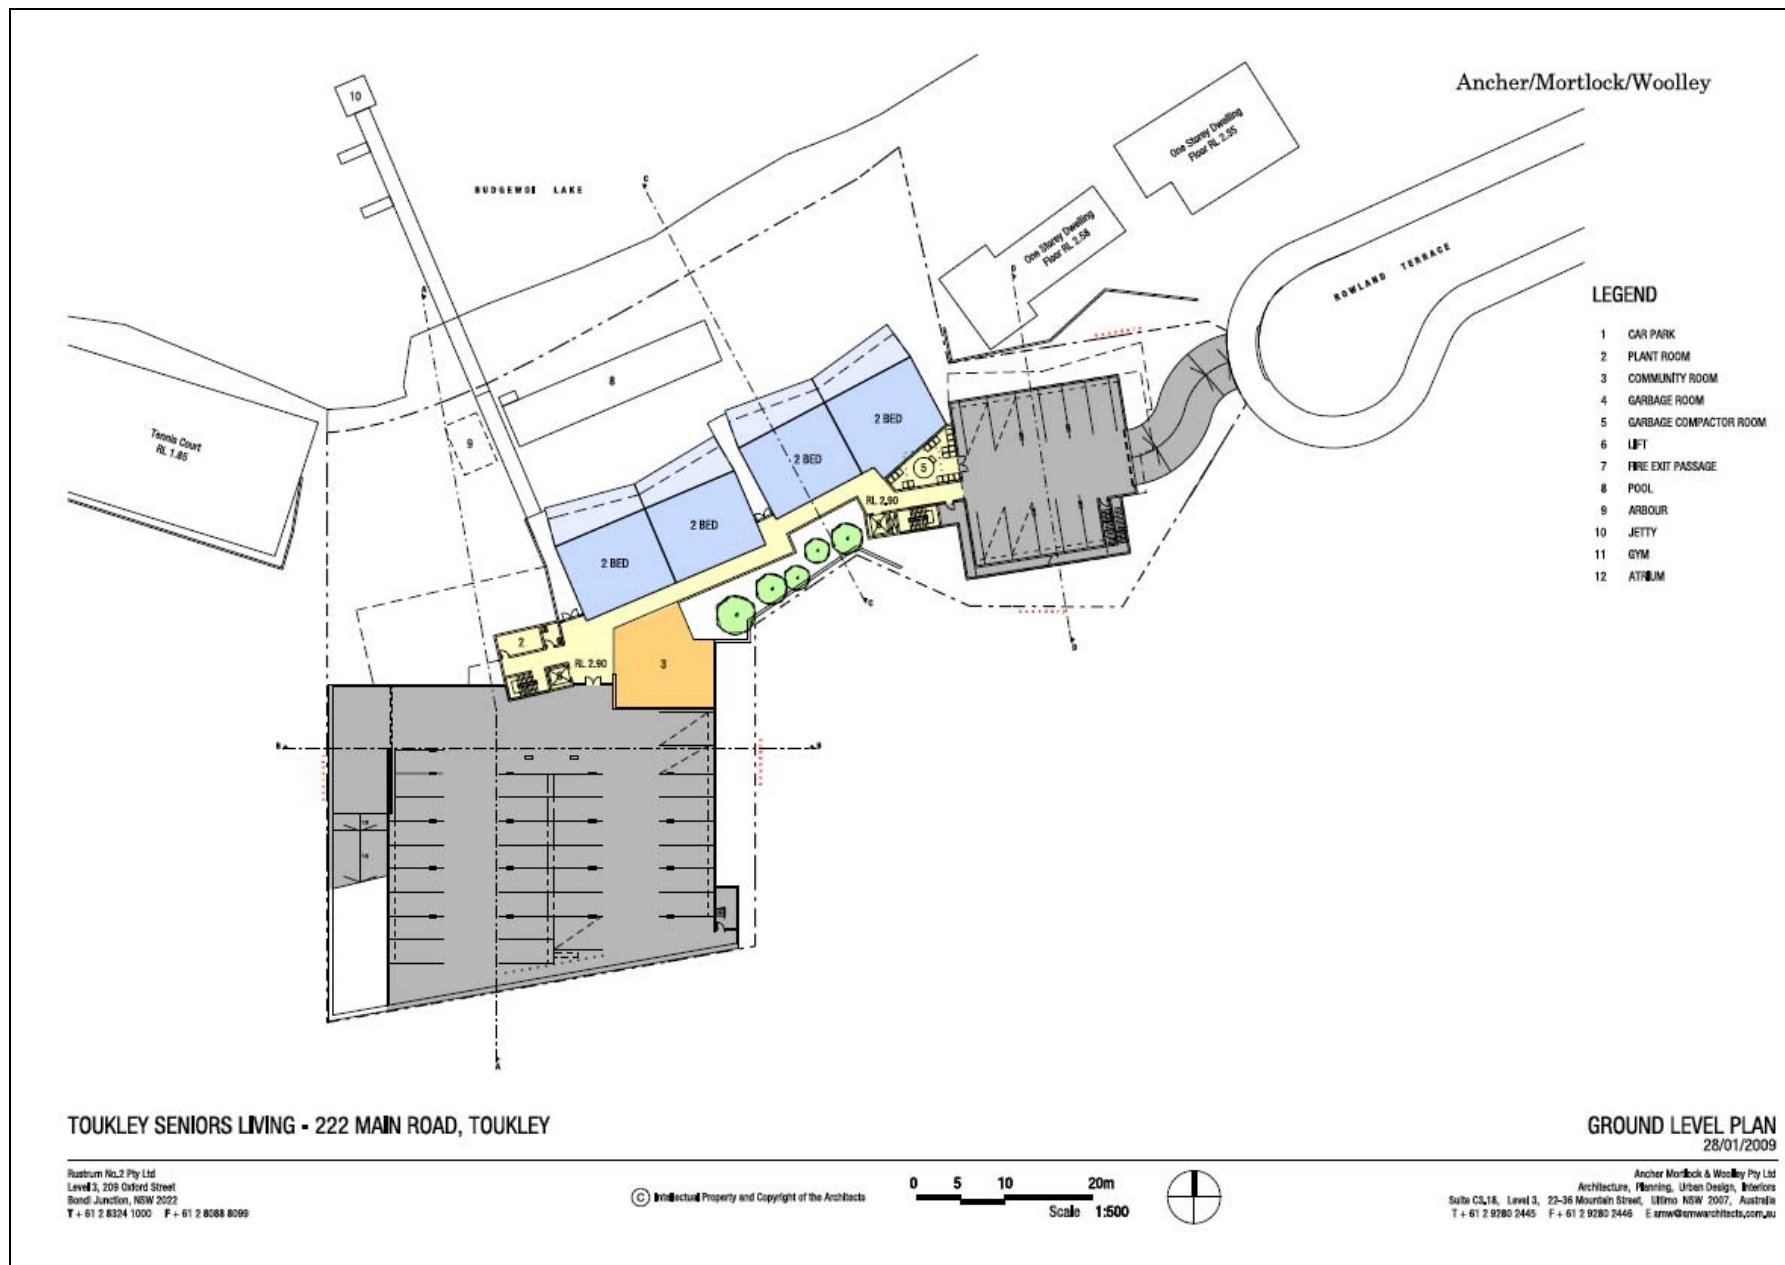 Ancher/Mortlock/Woolley
10
BUDGEWOI LAKE
C
A
One Storey Dwelling
Floor RL 2.55
One Storey Dwelling
Floor RL 2.58
D
ROWLAND TERRACE
Tennis Court
RL 1.85
8
9
2 BED
2 BED
2 BED
2 BED
5
RL 2.90
C
2
RL 2.90
3
D
B
B
A
LEGEND
1 CAR PARK
2 PLANT ROOM
3 COMMUNITY ROOM
4 GARBAGE ROOM
5 GARBAGE COMPACTOR ROOM
6 LIFT
7 FIRE EXIT PASSAGE
8 POOL
9 ARBOUR
10 JETTY
11 GYM
12 ATRIUM
TOUKLEY SENIORS LIVING - 222 MAIN ROAD, TOUKLEY
GROUND LEVEL PLAN
28/01/2009
Rustrum No.2 Pty Ltd
Level 3, 209 Oxford Street
Bondi Junction, NSW 2022
T + 61 2 8324 1000 F + 61 2 8088 8099
© Intellectual Property and Copyright of the Architects
0 5 10 20m
Scale 1:500
Ancher Mortlock & Woolley Pty Ltd
Architecture, Planning, Urban Design, Interiors
Suite C3.18, Level 3, 22-36 Mountain Street, Ultimo NSW 2007, Australia
T + 61 2 9280 2445 F + 61 2 9280 2446 E amw@amwarchitects.com.au